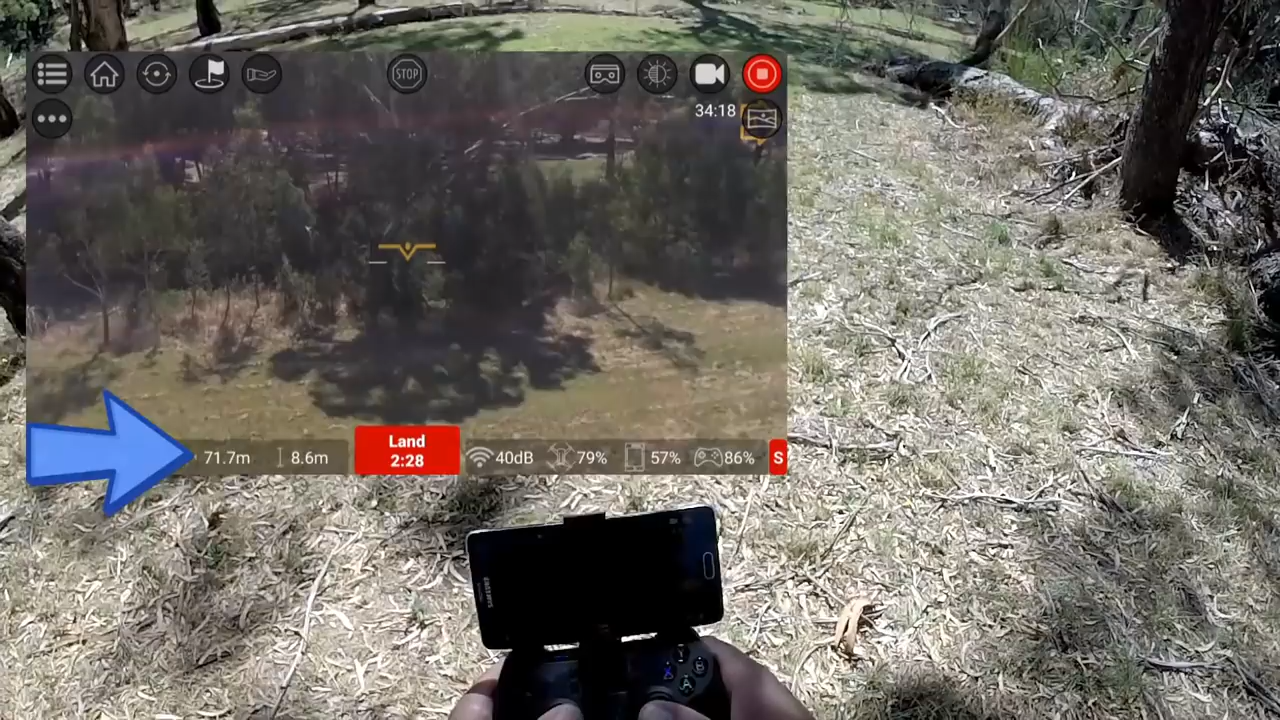 STOP
34:18
71.7m 8.6m
Land
2:28
40dB 79% 57% 86% S
SAMSUNG
Y
X B
A